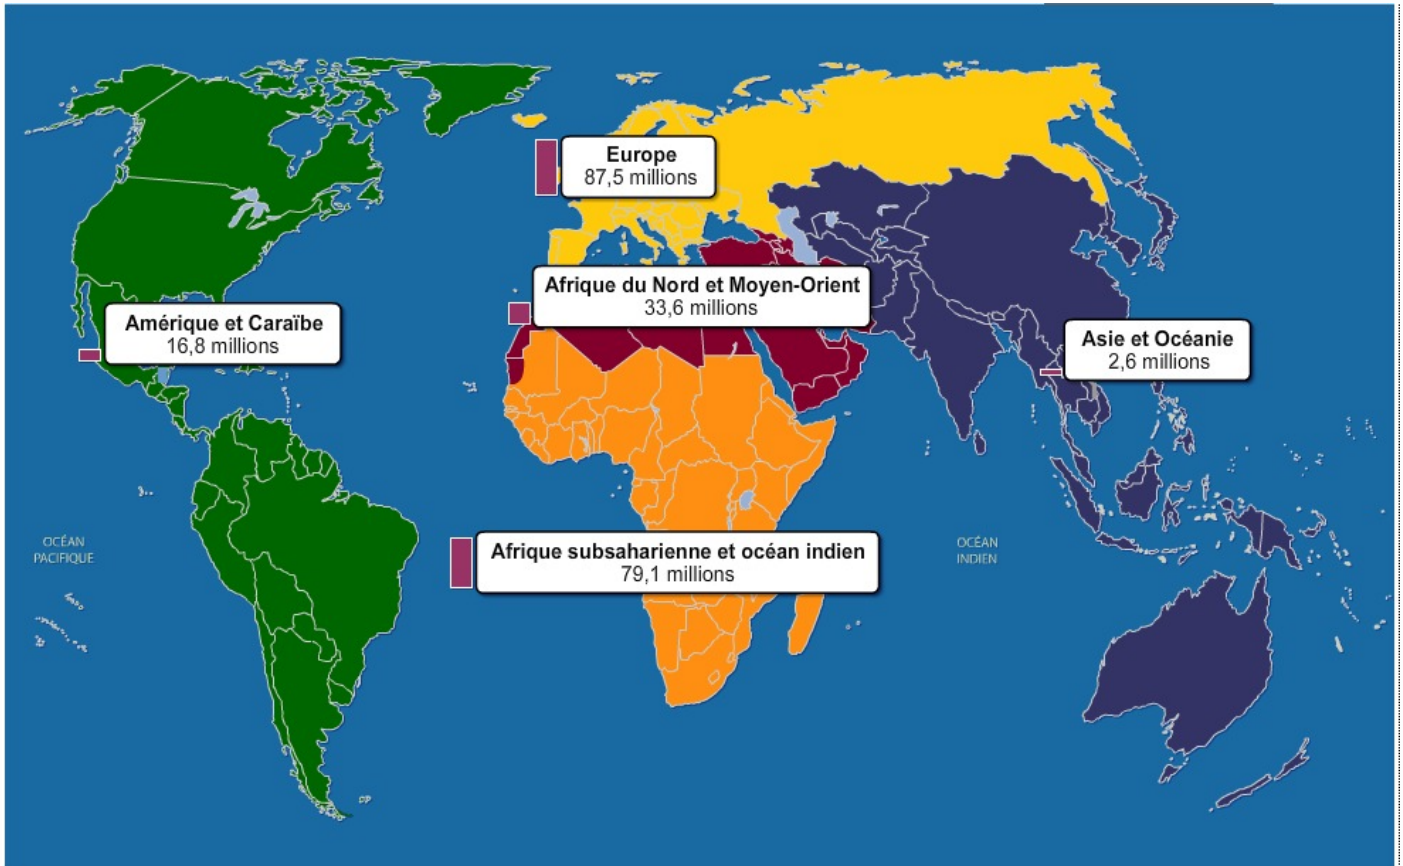 Europe
87,5 millions
Afrique du Nord et Moyen-Orient
33,6 millions
Amérique et Caraïbe
16,8 millions
Asie et Océanie
2,6 millions
OCÉAN
PACIFIQUE
Afrique subsaharienne et océan indien
79,1 millions
OCÉAN
INDIEN